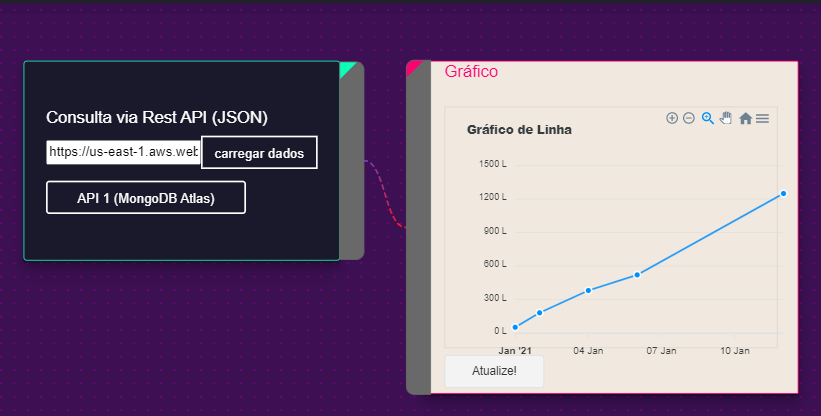 Consulta via Rest API (JSON)
https://us-east-1.aws.web
carregar dados
API 1 (MongoDB Atlas)
Gráfico
Gráfico de Linha
1500 L
1200 L
900 L
600 L
300 L
0 L
Jan '21
04 Jan
07 Jan
10 Jan
Atualize!